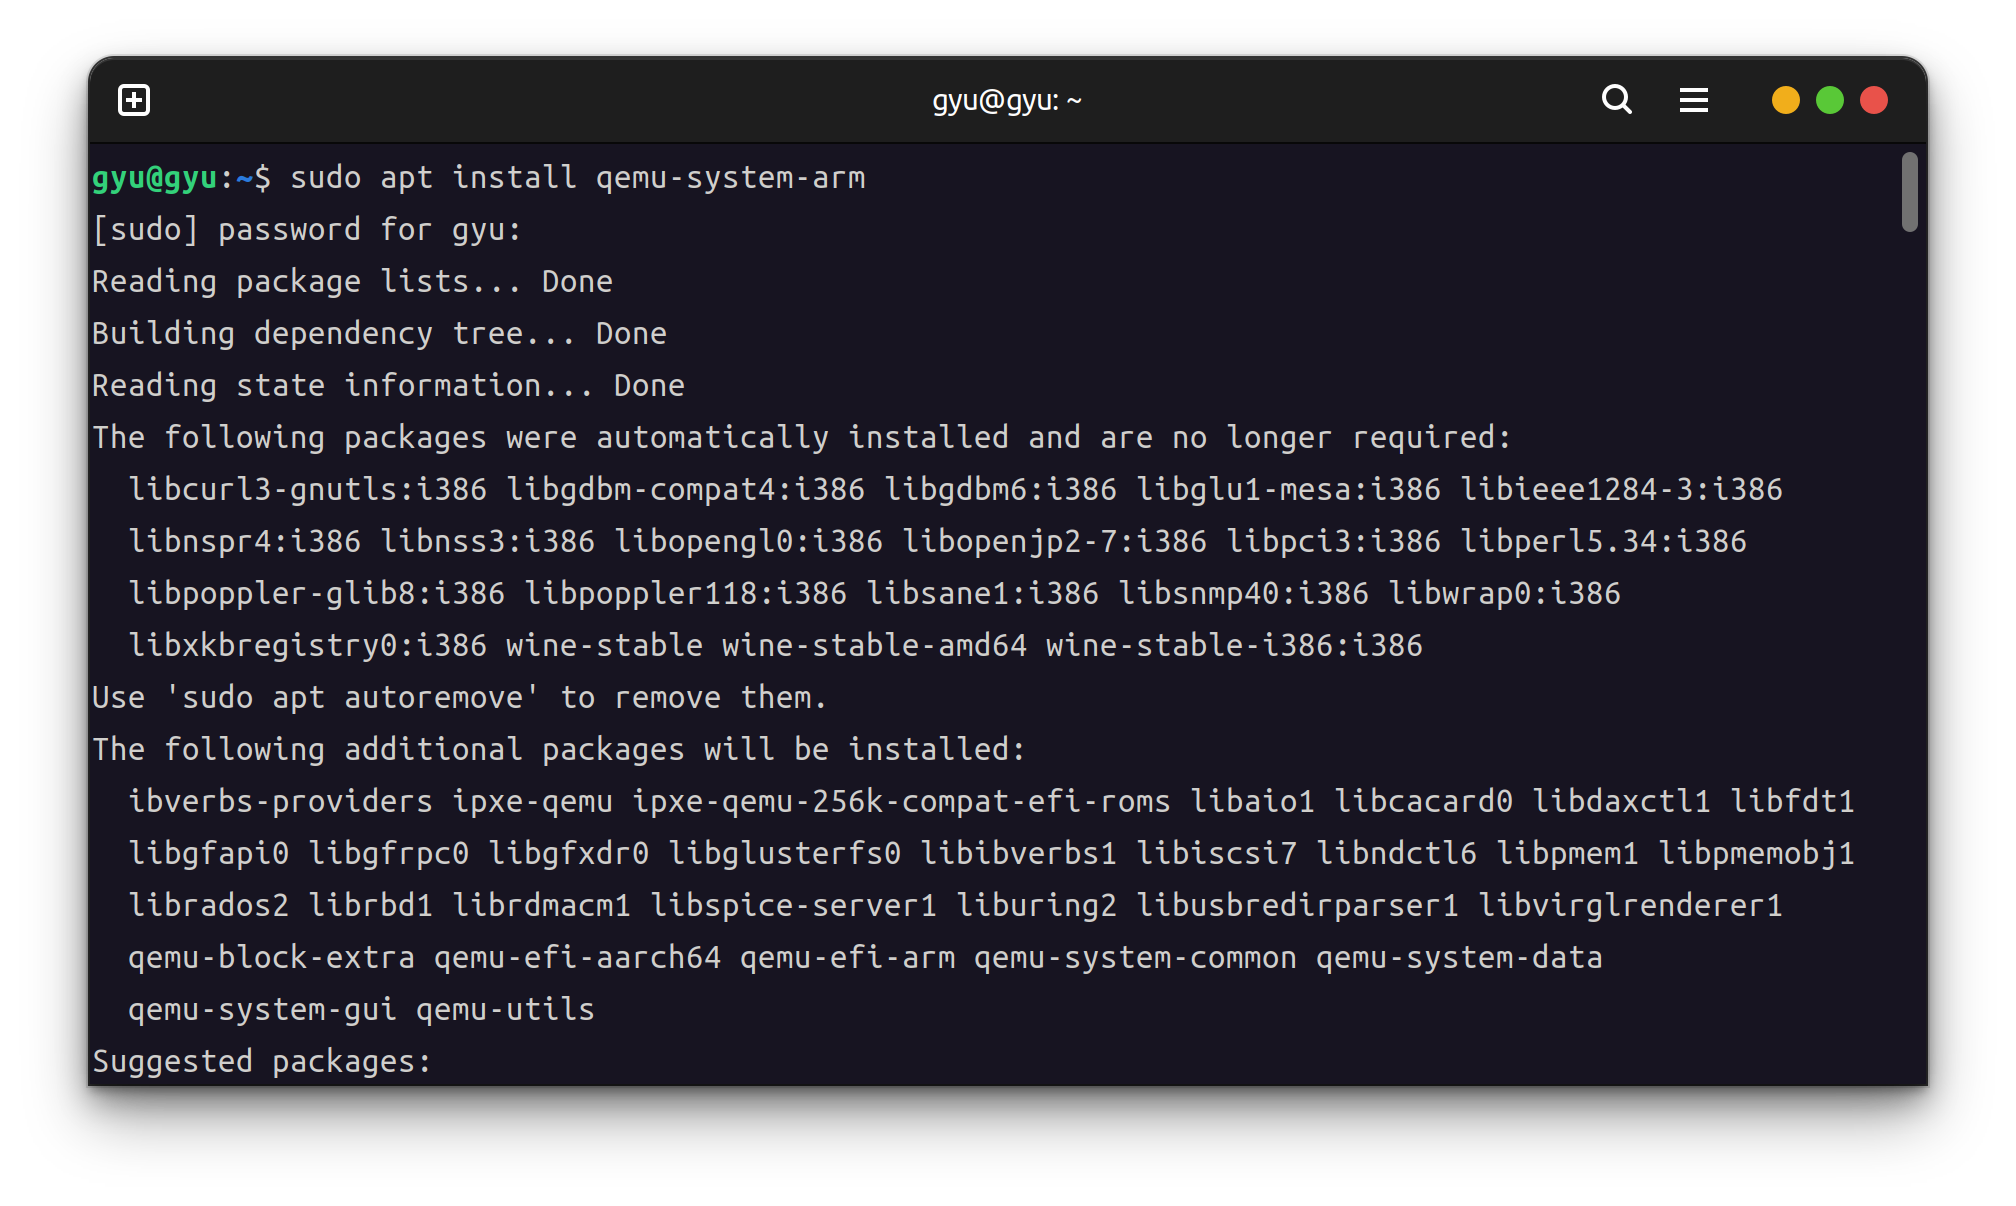 gyu@gyu: ~
gyu@gyu:~$ sudo apt install qemu-system-arm
[sudo] password for gyu:
Reading package lists... Done
Building dependency tree... Done
Reading state information... Done
The following packages were automatically installed and are no longer required:
  libcurl3-gnutls:i386 libgdbm-compat4:i386 libgdbm6:i386 libglu1-mesa:i386 libieee1284-3:i386
  libnspr4:i386 libnss3:i386 libopengl0:i386 libopenjp2-7:i386 libpci3:i386 libperl5.34:i386
  libpoppler-glib8:i386 libpoppler118:i386 libsane1:i386 libsnmp40:i386 libwrap0:i386
  libxkbregistry0:i386 wine-stable wine-stable-amd64 wine-stable-i386:i386
Use 'sudo apt autoremove' to remove them.
The following additional packages will be installed:
  ibverbs-providers ipxe-qemu ipxe-qemu-256k-compat-efi-roms libaio1 libcacard0 libdaxctl1 libfdt1
  libgfapi0 libgfrpc0 libgfxdr0 libglusterfs0 libibverbs1 libiscsi7 libndctl6 libpmem1 libpmemobj1
  librados2 librbd1 librdmacm1 libspice-server1 liburing2 libusbredirparser1 libvirglrenderer1
  qemu-block-extra qemu-efi-aarch64 qemu-efi-arm qemu-system-common qemu-system-data
  qemu-system-gui qemu-utils
Suggested packages: